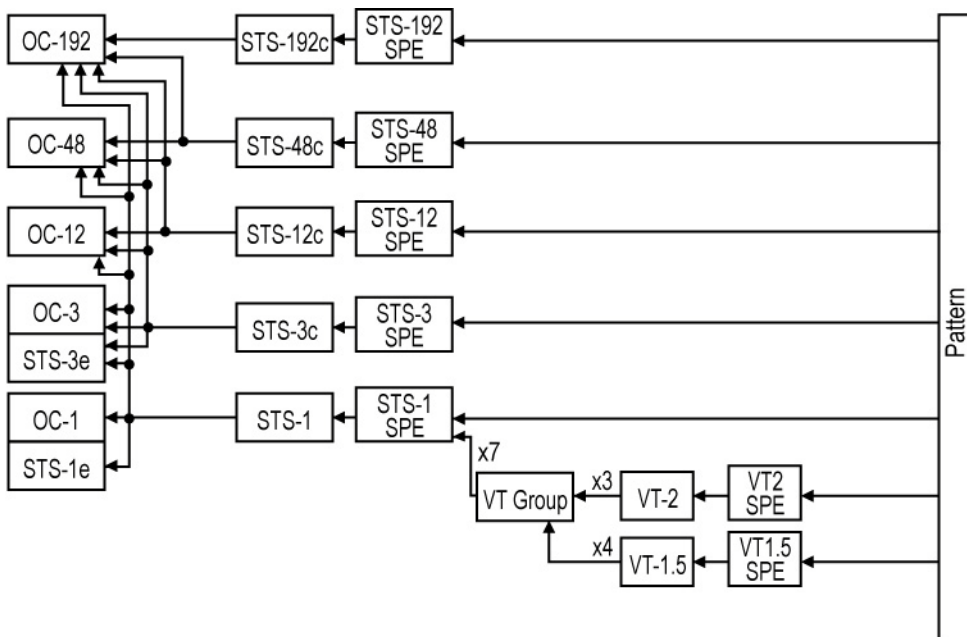 OC-192
STS-192c
STS-192
SPE
OC-48
STS-48c
STS-48
SPE
OC-12
STS-12c
STS-12
SPE
OC-3
STS-3e
STS-3c
STS-3
SPE
OC-1
STS-1e
STS-1
STS-1
SPE
x7
VT Group
x3
VT-2
VT2
SPE
x4
VT-1.5
VT1.5
SPE
Pattern